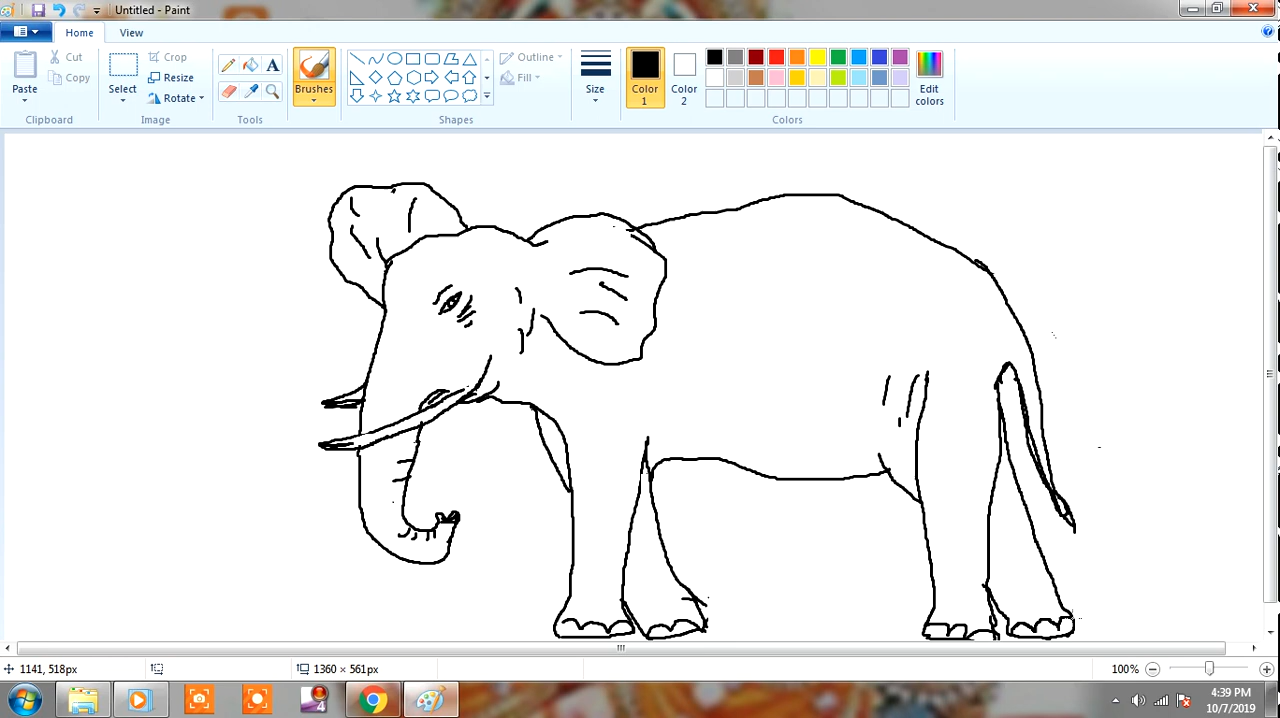 Untitled - Paint
Home View
Paste
Cut
Copy
Clipboard
Select
Crop
Resize
Rotate
Image
A
Tools
Brushes
Outline
Fill
Shapes
Size
Color 1
Color 2
Edit colors
Colors
1141, 518px
1360 × 561px
100%
4
4:39 PM
10/7/2019